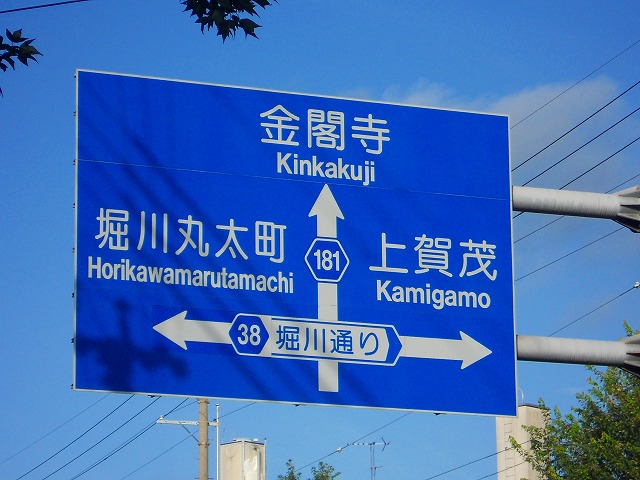 金閣寺
Kinkakuji
堀川丸太町
Horikawamarutamachi
181
上賀茂
Kamigamo
38 堀川通り